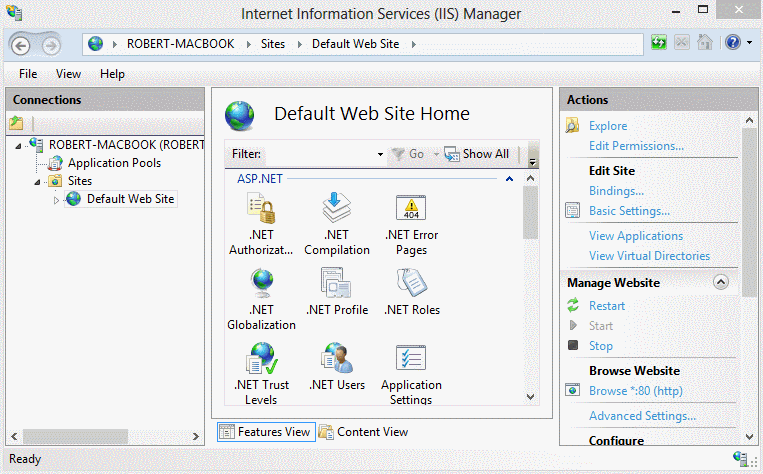 Internet Information Services (IIS) Manager
ROBERT-MACBOOK Sites Default Web Site
File View Help
Connections
ROBERT-MACBOOK (ROBERT
Application Pools
Sites
Default Web Site
Default Web Site Home
Filter: Go Show All
ASP.NET
.NET Authorizat...
.NET Compilation
404
.NET Error Pages
.NET Globalization
.NET Profile
.NET Roles
.NET Trust Levels
.NET Users
Application Settings
Features View Content View
Actions
Explore
Edit Permissions...
Edit Site
Bindings...
Basic Settings...
View Applications
View Virtual Directories
Manage Website
Restart
Start
Stop
Browse Website
Browse *:80 (http)
Advanced Settings...
Configure
Ready